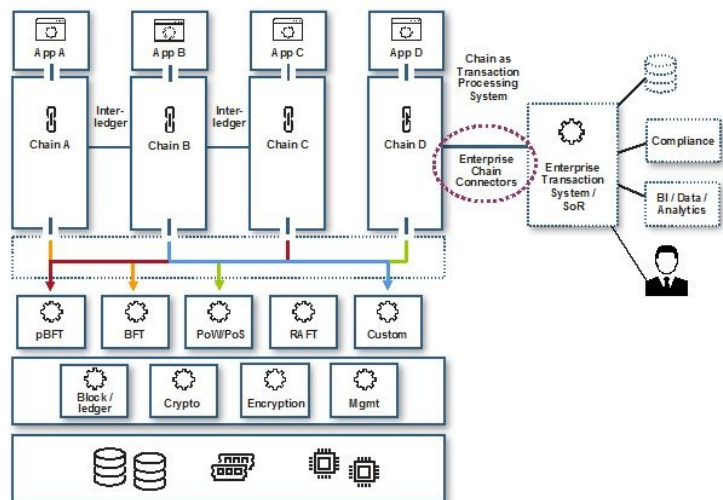 App A
App B
App C
App D
Chain as
Transaction
Processing
System
Inter-
ledger
Inter-
ledger
Chain A
Chain B
Chain C
Chain D
Enterprise
Chain
Connectors
Enterprise
Transaction
System /
SoR
Compliance
BI / Data /
Analytics
pBFT
BFT
PoW/PoS
RAFT
Custom
Block /
ledger
Crypto
Encryption
Mgmt